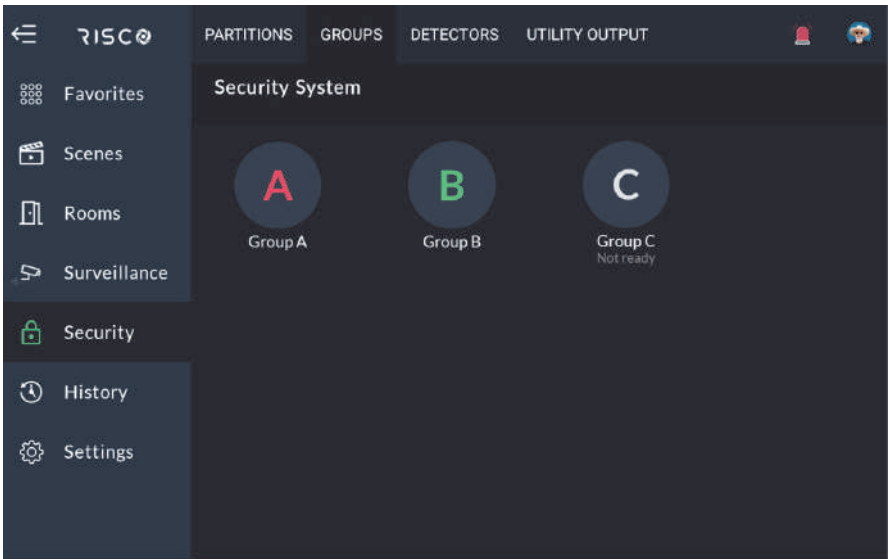 RISCO
PARTITIONS GROUPS DETECTORS UTILITY OUTPUT
Favorites
Scenes
Rooms
Surveillance
Security
History
Settings
Security System
A B C
Group A Group B Group C
Not ready